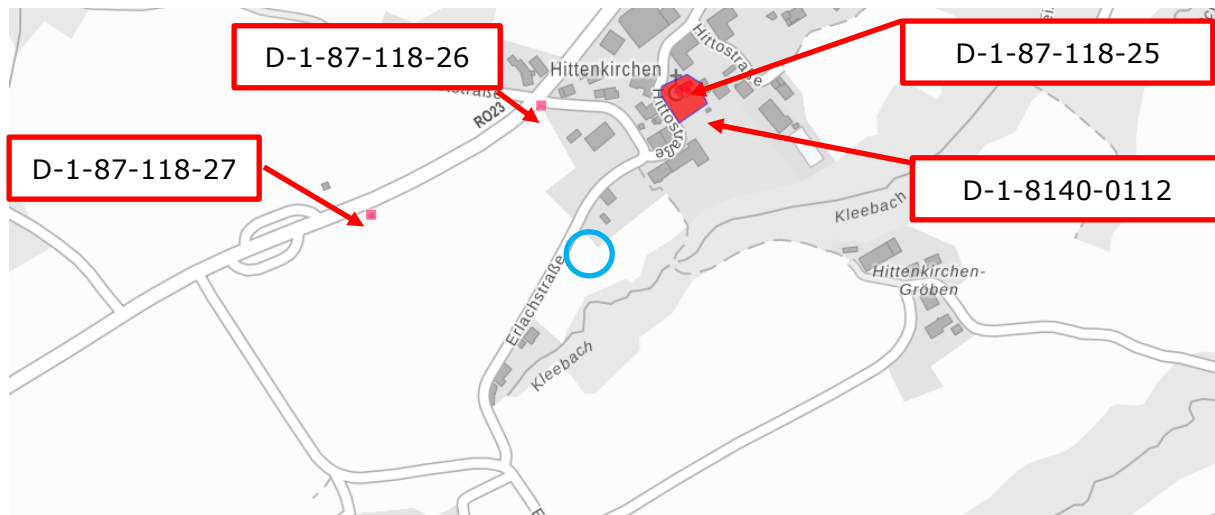 D-1-87-118-26
D-1-87-118-25
Hittostraße
Hittenkirchen
RO23
Hittostraße
D-1-87-118-27
D-1-8140-0112
Kleebach
Hittenkirchen-
Gröben
Erlachstraße
Kleebach